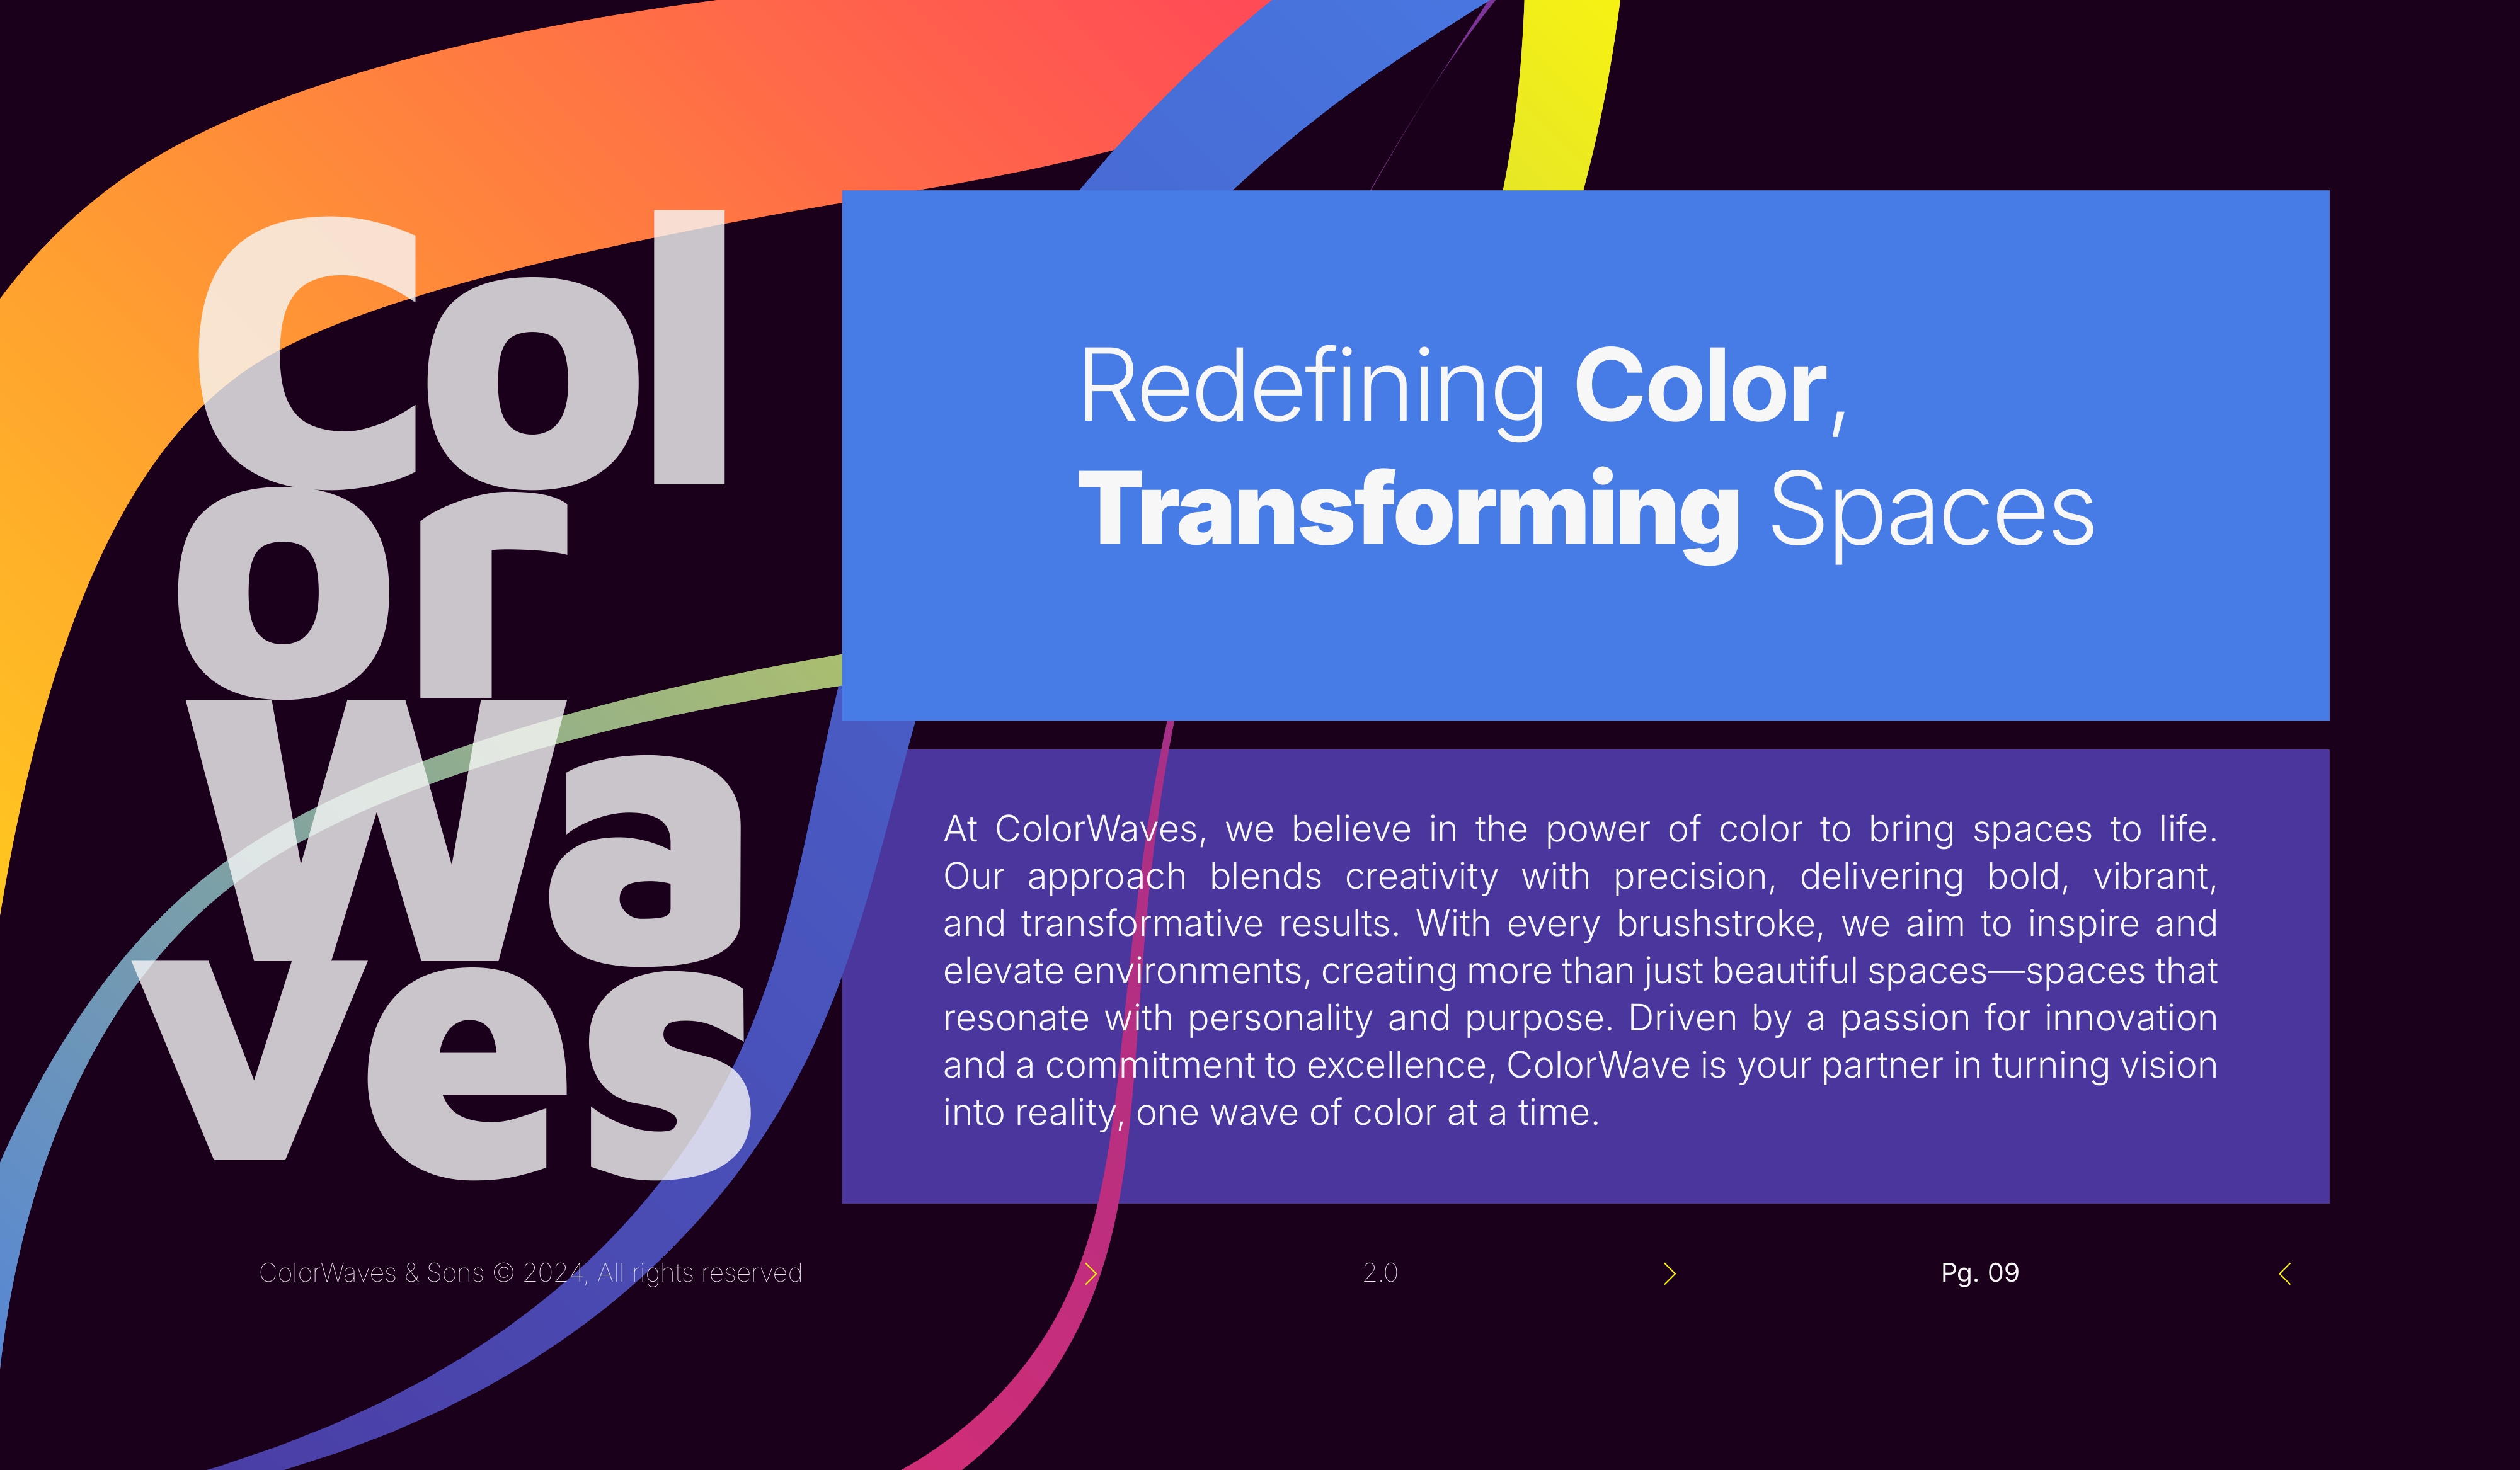 Col
or
Wa
ves
Redefining Color,
Transforming Spaces
At ColorWaves, we believe in the power of color to bring spaces to life.
Our approach blends creativity with precision, delivering bold, vibrant,
and transformative results. With every brushstroke, we aim to inspire and
elevate environments, creating more than just beautiful spaces—spaces that
resonate with personality and purpose. Driven by a passion for innovation
and a commitment to excellence, ColorWave is your partner in turning vision
into reality, one wave of color at a time.
ColorWaves & Sons © 2024, All rights reserved
2.0
Pg. 09